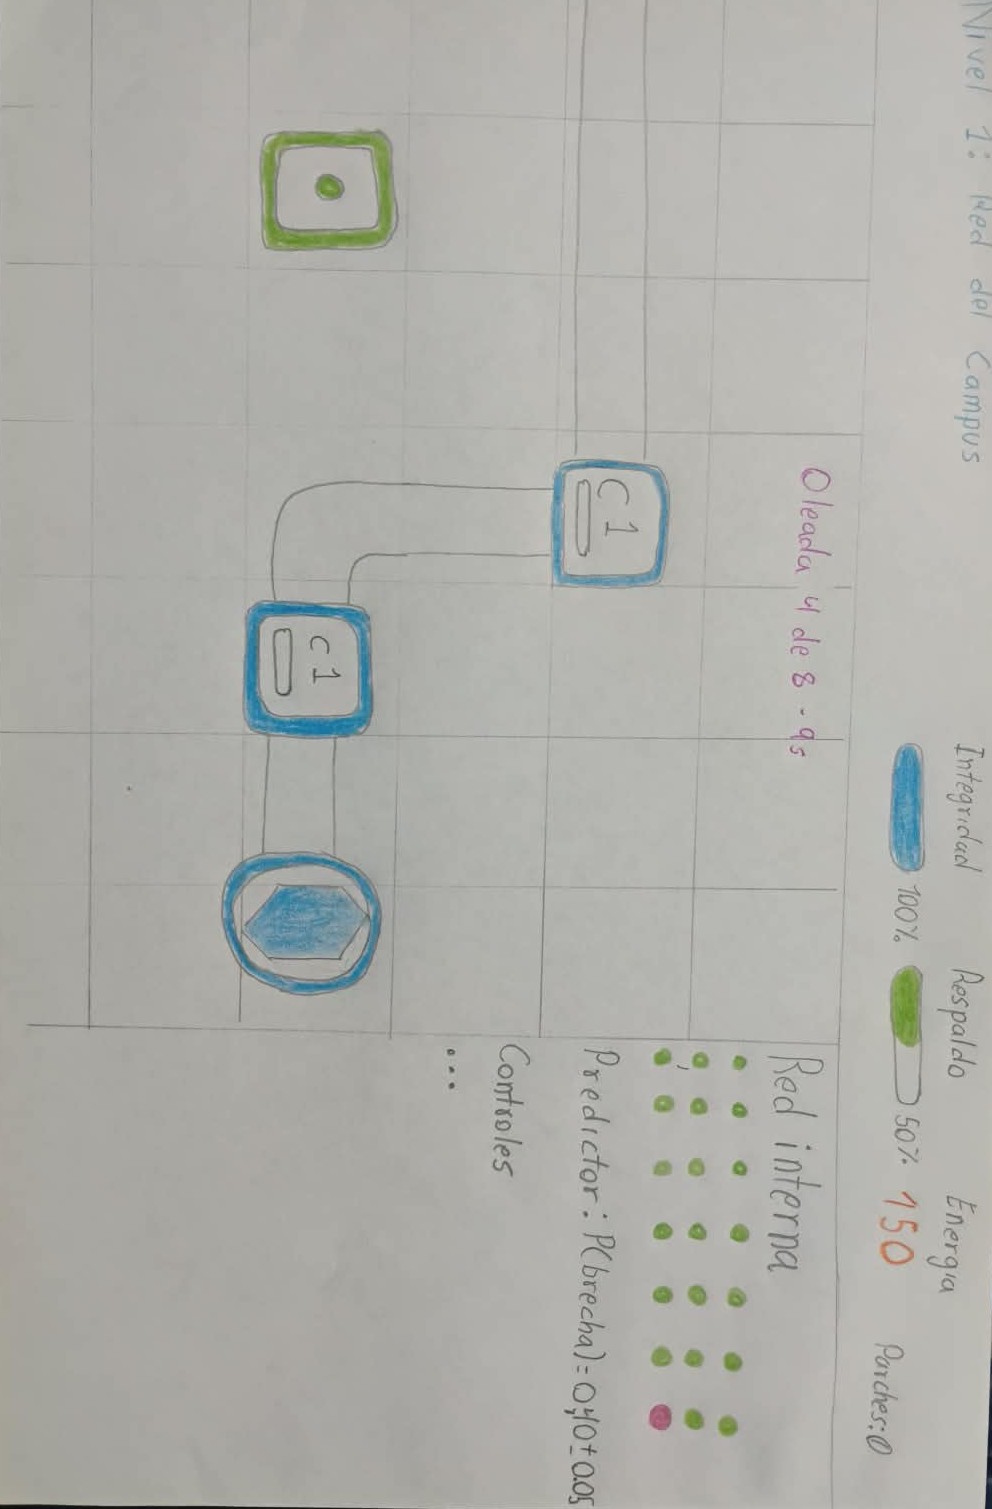 Nivel 1: Red del Campus
Integridad
100%
Respaldo
50%
Energia
150
Parches: 0
Oleada 4 de 8 - 9s
Red interna
Predictor: P(brecha) = 0,40 ± 0.05
Controles
...
C1
C1